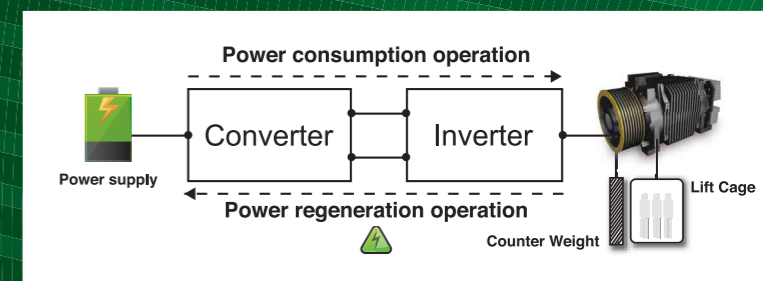 Power consumption operation
Converter
Inverter
Power supply
Power regeneration operation
Lift Cage
Counter Weight